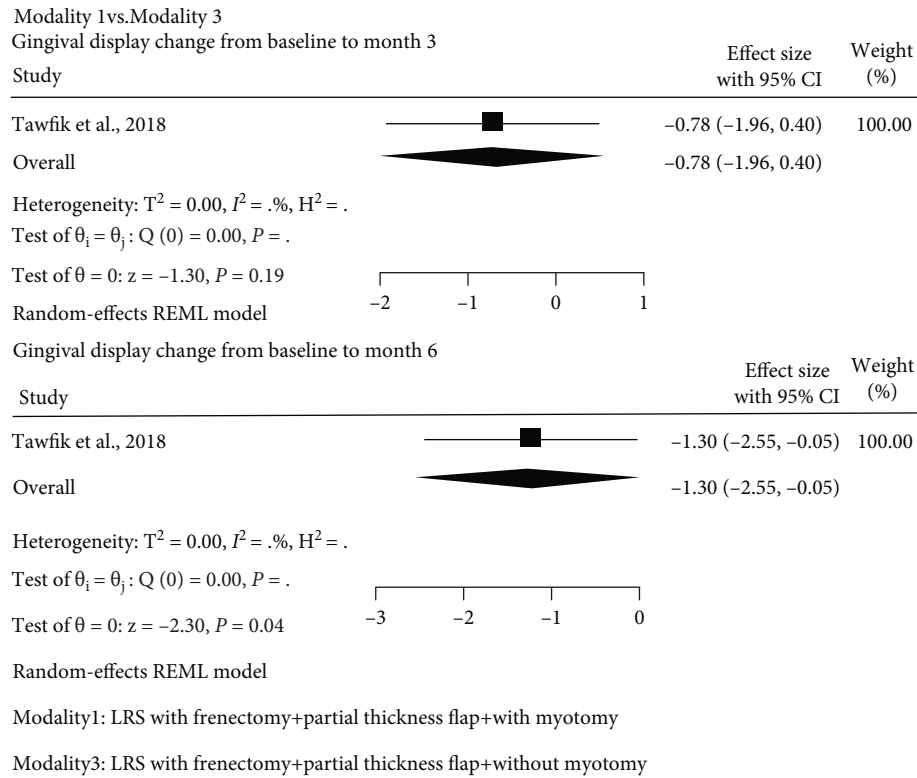 Modality 1vs.Modality 3
Gingival display change from baseline to month 3
Study Effect size with 95% CI Weight (%)
Tawfik et al., 2018 –0.78 (–1.96, 0.40) 100.00
Overall –0.78 (–1.96, 0.40)
Heterogeneity: T² = 0.00, I² = .%, H² = .
Test of θi = θj : Q (0) = 0.00, P = .
Test of θ = 0: z = –1.30, P = 0.19
–2 –1 0 1
Random-effects REML model
Gingival display change from baseline to month 6
Study Effect size with 95% CI Weight (%)
Tawfik et al., 2018 –1.30 (–2.55, –0.05) 100.00
Overall –1.30 (–2.55, –0.05)
Heterogeneity: T² = 0.00, I² = .%, H² = .
Test of θi = θj : Q (0) = 0.00, P = .
Test of θ = 0: z = –2.30, P = 0.04
–3 –2 –1 0
Random-effects REML model
Modality1: LRS with frenectomy+partial thickness flap+with myotomy
Modality3: LRS with frenectomy+partial thickness flap+without myotomy